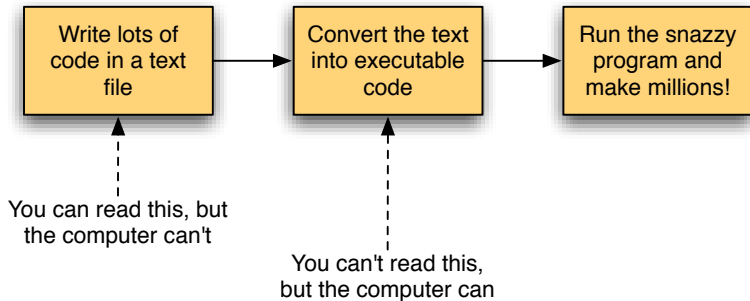 Write lots of
code in a text
file
Convert the text
into executable
code
Run the snazzy
program and
make millions!
You can read this, but
the computer can't
You can't read this,
but the computer can